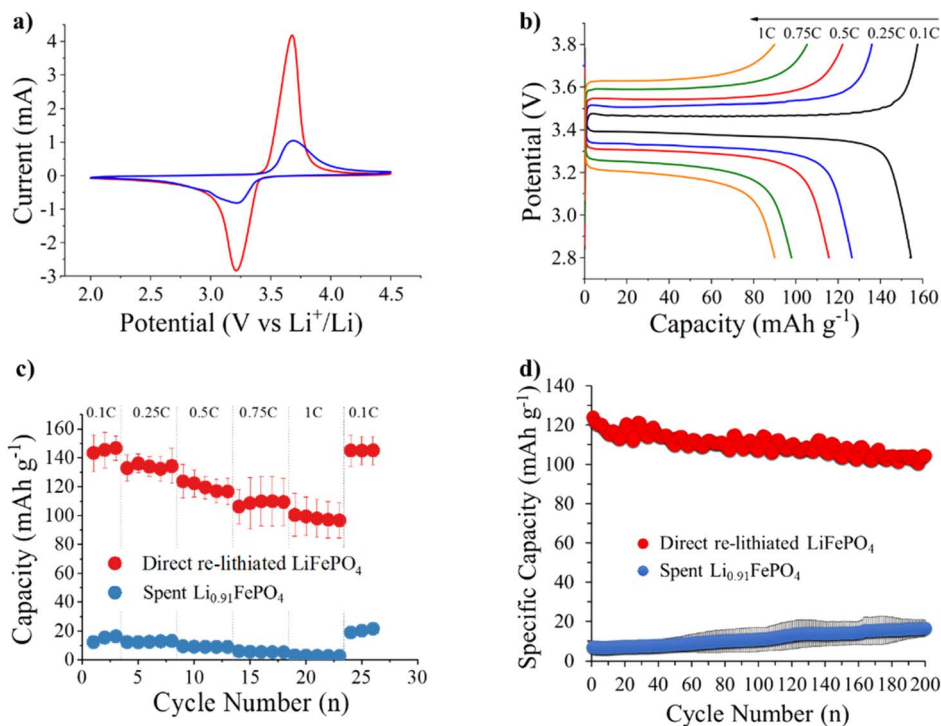 a)
Current (mA)
4
3
2
1
0
-1
-2
-3
2.0 2.5 3.0 3.5 4.0 4.5
Potential (V vs Li⁺/Li)
b)
1C 0.75C 0.5C 0.25C 0.1C
Potential (V)
3.8
3.6
3.4
3.2
3.0
2.8
0 20 40 60 80 100 120 140 160
Capacity (mAh g⁻¹)
c)
0.1C 0.25C 0.5C 0.75C 1C 0.1C
Capacity (mAh g⁻¹)
160
140
120
100
80
60
40
20
0
Direct re-lithiated LiFePO₄
Spent Li₀.₉₁FePO₄
0 5 10 15 20 25 30
Cycle Number (n)
d)
Specific Capacity (mAh g⁻¹)
140
120
100
80
60
40
20
0
Direct re-lithiated LiFePO₄
Spent Li₀.₉₁FePO₄
0 20 40 60 80 100 120 140 160 180 200
Cycle Number (n)